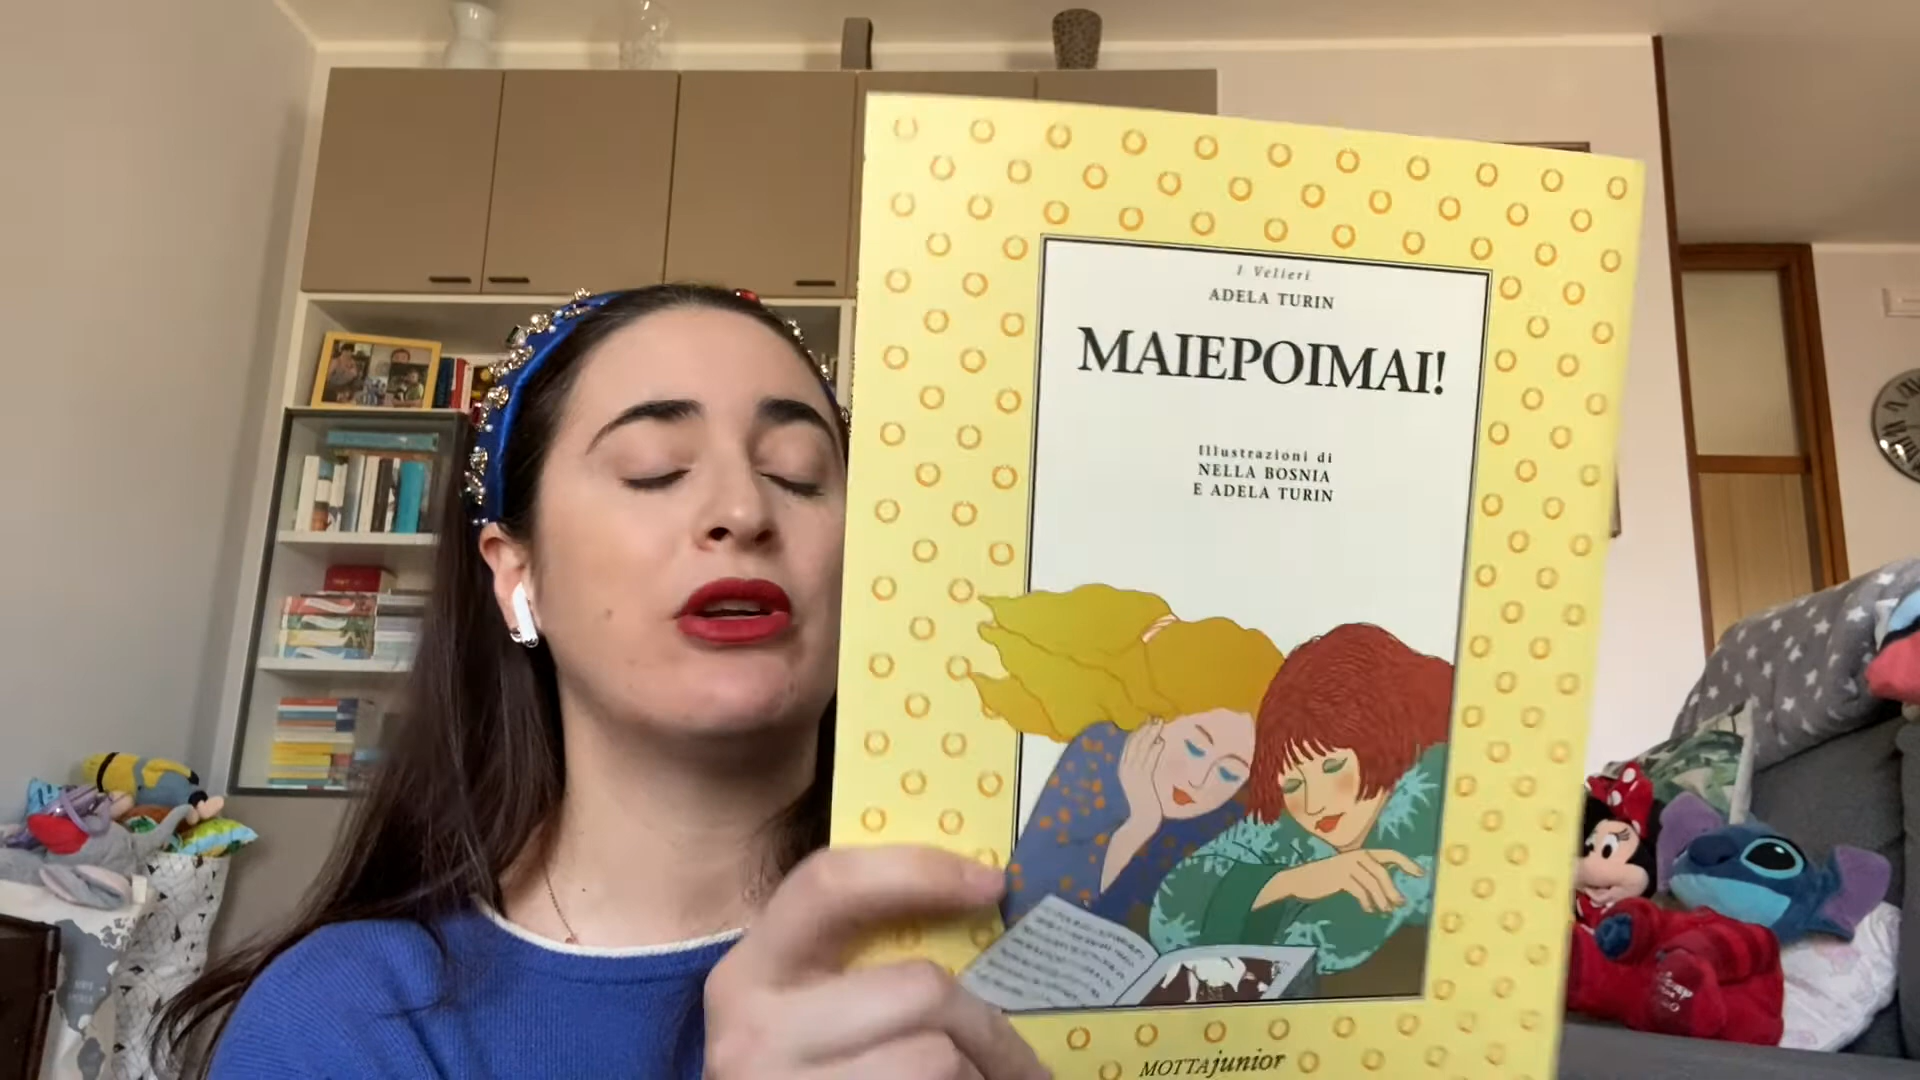 I Velieri
ADELA TURIN
MAIEPOIMAI!
Illustrazioni di
NELLA BOSNIA
E ADELA TURIN
MOTTAjunior